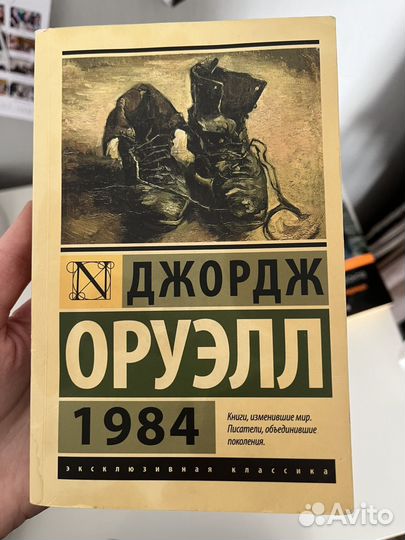 N
ДЖОРДЖ
ОРУЭЛЛ
1984
Книги, изменившие мир.
Писатели, объединившие
поколения.
эксклюзивная классика
Avito